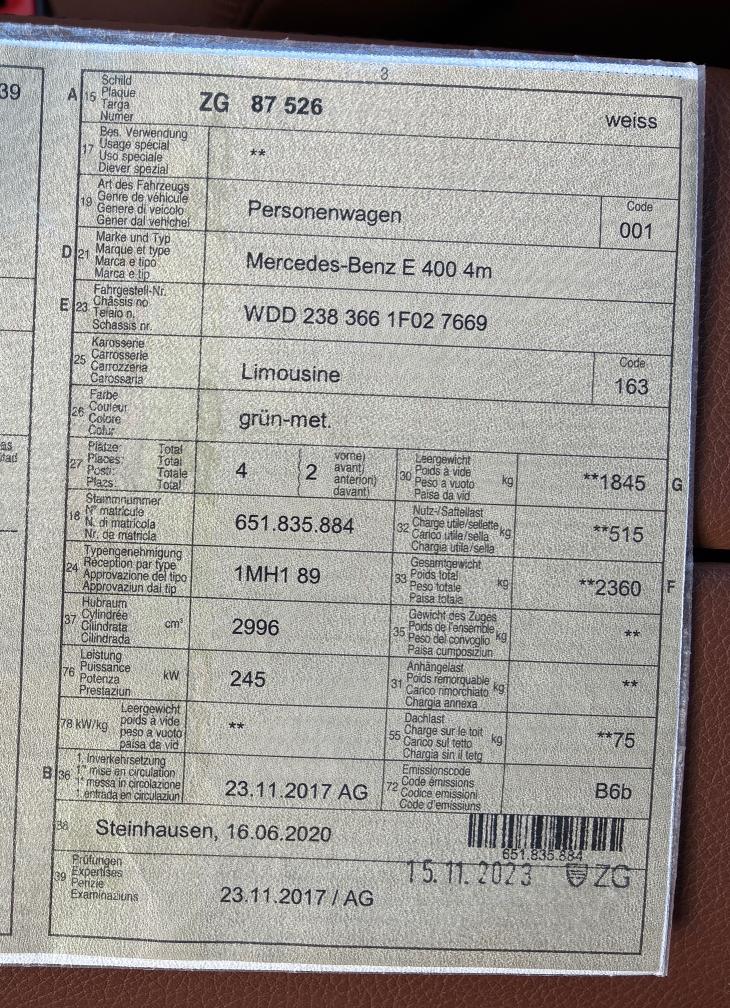 39
3
A 15 Schild
Plaque
Targa
Numer
ZG 87 526 weiss
17 Bes. Verwendung
Usage spécial
Uso speciale
Diever spezial
**
19 Art des Fahrzeugs
Genre de véhicule
Genere di veicolo
Gener dal vehichel
Personenwagen
Code
001
D 21 Marke und Typ
Marque et type
Marca e tipo
Marca e tip
Mercedes-Benz E 400 4m
E 23 Fahrgestell-Nr.
Châssis no
Telaio n.
Schassis nr.
WDD 238 366 1F02 7669
25 Karosserie
Carrosserie
Carrozzeria
Carossaria
Limousine
Code
163
26 Farbe
Couleur
Colore
Colur
grün-met.
27 Plätze: Total
Places: Total
Posti: Totale
Plazs: Total
4
2 vorne)
avant)
anteriori)
davant)
30 Leergewicht
Poids à vide
Peso a vuoto
Paisa da vid
kg
**1845 G
18 Stammnummer
N° matricule
N. di matricola
Nr. da matricla
651.835.884
32 Nutz-/Sattellast
Charge utile/sellette
Carico utile/sella
Chargia utila/sella
kg
**515
24 Typengenehmigung
Réception par type
Approvazione del tipo
Approvaziun dal tip
1MH1 89
33 Gesamtgewicht
Poids total
Peso totale
Paisa totala
kg
**2360 F
37 Hubraum
Cylindrée
Cilindrata
Cilindrada
cm³
2996
35 Gewicht des Zuges
Poids de l'ensemble
Peso del convoglio
Paisa cumposiziun
kg
**
76 Leistung
Puissance
Potenza
Prestaziun
kW
245
31 Anhängelast
Poids remorquable
Carico rimorchiato
Chargia annexa
kg
**
78 kW/kg Leergewicht
poids à vide
peso a vuoto
paisa da vid
**
55 Dachlast
Charge sur le toit
Carico sul tetto
Chargia sin il tetg
kg
**75
B 36 1. Inverkehrsetzung
1re mise en circulation
1a messa in circolazione
1. entrada en circulaziun
23.11.2017 AG
72 Emissionscode
Code émissions
Codice emissioni
Code d'emissiuns
B6b
38 Steinhausen, 16.06.2020
651.835.884
15.11.2023 ZG
39 Prüfungen
Expertises
Perizie
Examinaziuns
23.11.2017 / AG